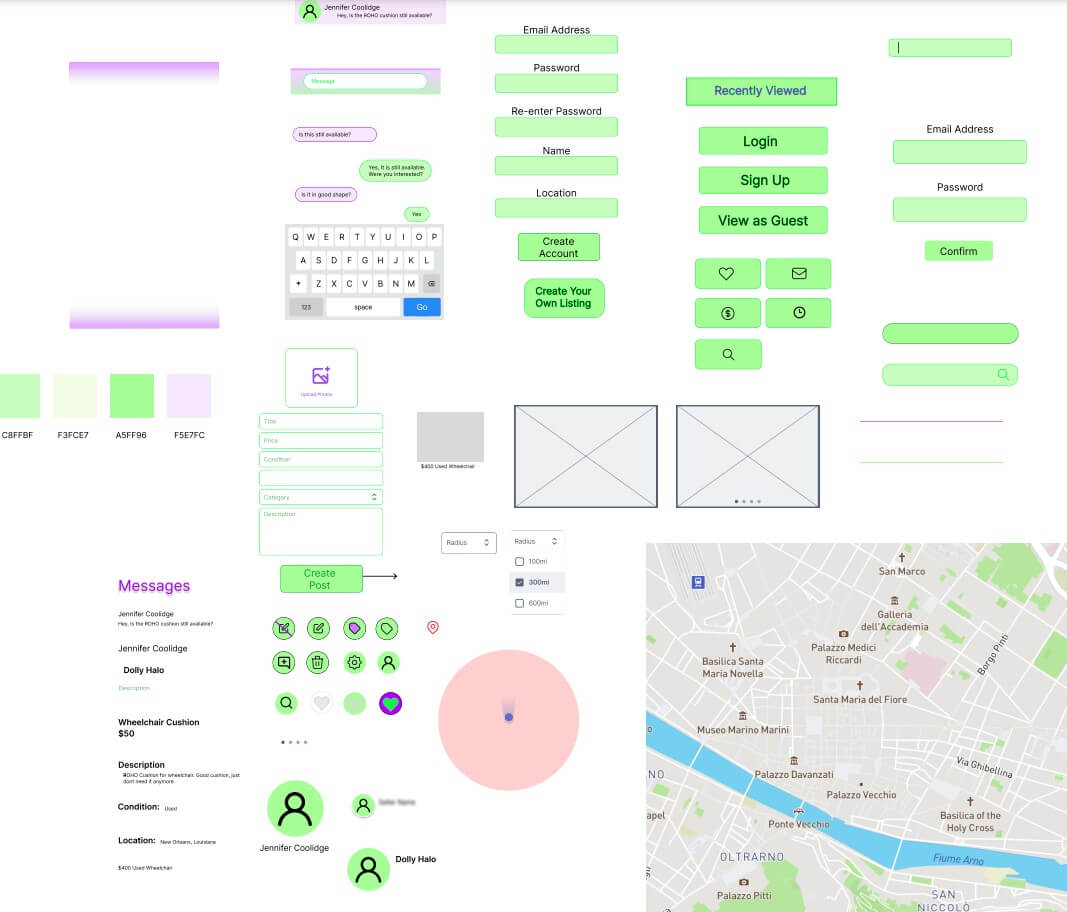 Jennifer Coolidge
Hey, Is the ROHO cushion still available?
Message
Is this still available?
Yes, it is still available.
Were you interested?
Is it in good shape?
Yes
Q W E R T Y U I O P
A S D F G H J K L
Z X C V B N M
123
space
Go
Email Address
Password
Re-enter Password
Name
Location
Create
Account
Create Your
Own Listing
Recently Viewed
Login
Sign Up
View as Guest
Email Address
Password
Confirm
C8FFBF
F3FCE7
A5FF96
F5E7FC
Upload Photos
Title
Price
Condition
Category
Description
Create
Post
$400 Used Wheelchair
Radius
Radius
100mi
300mi
600mi
Messages
Jennifer Coolidge
Hey, Is the ROHO cushion still available?
Jennifer Coolidge
Dolly Halo
Description
Wheelchair Cushion
$50
Description
ROHO Cushion for wheelchair. Good cushion, just
dont need it anymore.
Condition:
Used
Location:
New Orleans, Louisiana
$400 Used Wheelchair
Jennifer Coolidge
Dolly Halo
San Marco
Galleria
dell'Accademia
Palazzo Medici
Riccardi
Borgo Pinti
Basilica Santa
Maria Novella
Santa Maria del Fiore
Museo Marino Marini
Via Ghibellina
Palazzo Davanzati
Palazzo Vecchio
NO
apel
Ponte Vecchio
Basilica of the
Holy Cross
OLTRARNO
Fiume Arno
Palazzo Pitti
SAN
NICCOLÒ